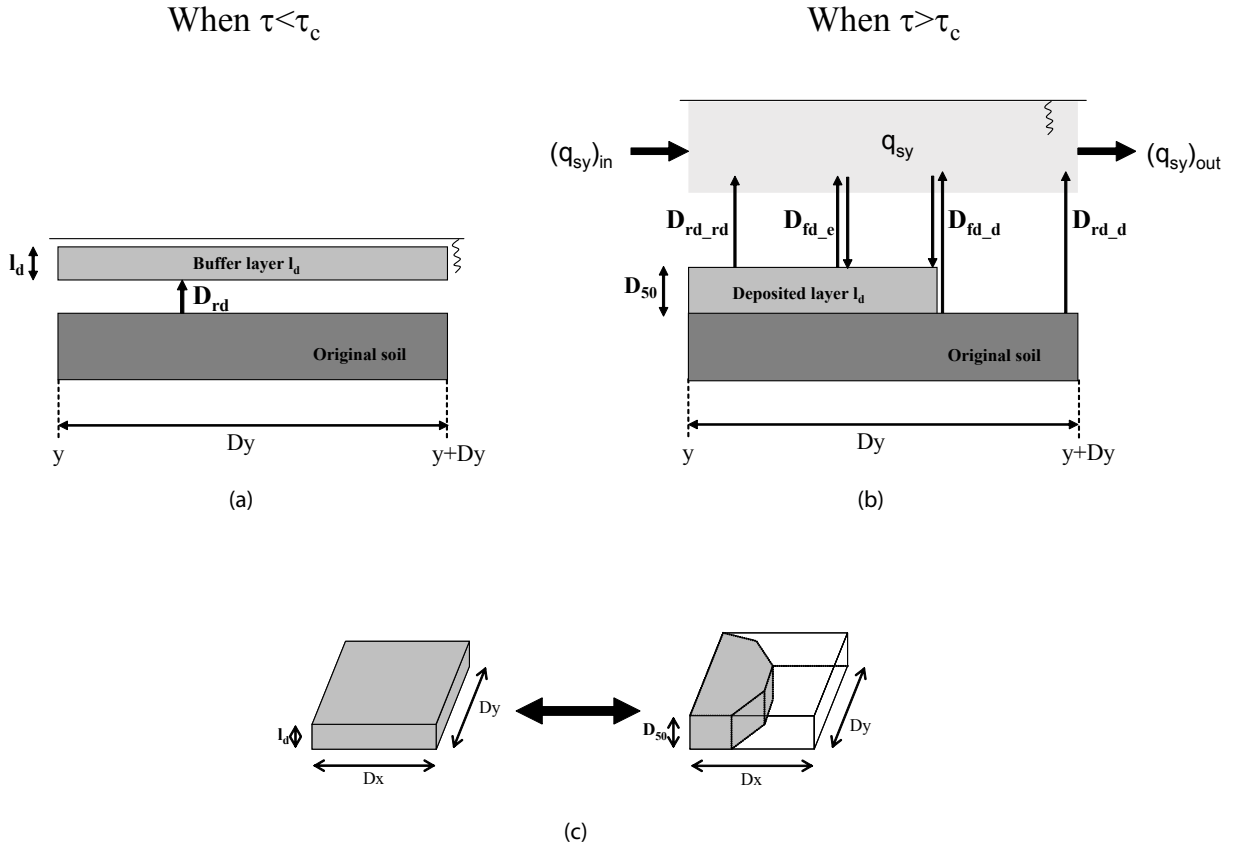 When τ<τc
When τ>τc
(qsy)in
qsy
(qsy)out
ld
Buffer layer ld
Drd
Original soil
Drd_rd
Dfd_e
Dfd_d
Drd_d
D50
Deposited layer ld
Original soil
y
Dy
y+Dy
y
Dy
y+Dy
(a)
(b)
ld
Dy
Dx
D50
Dy
Dx
(c)